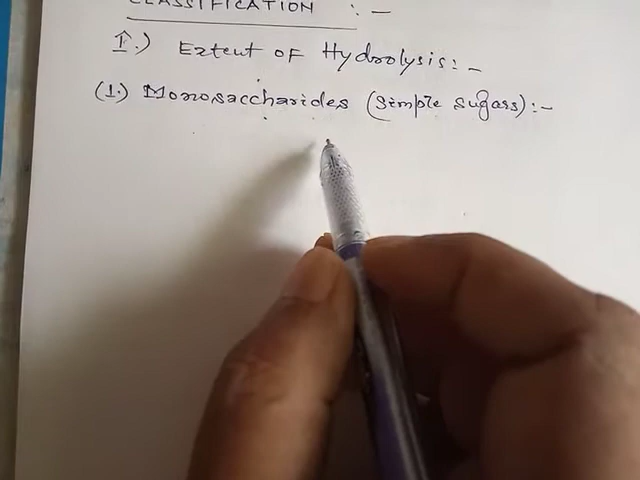 CLASSIFICATION :-
I.) Extent of Hydrolysis:-
(1.) Monosaccharides (simple sugars):-